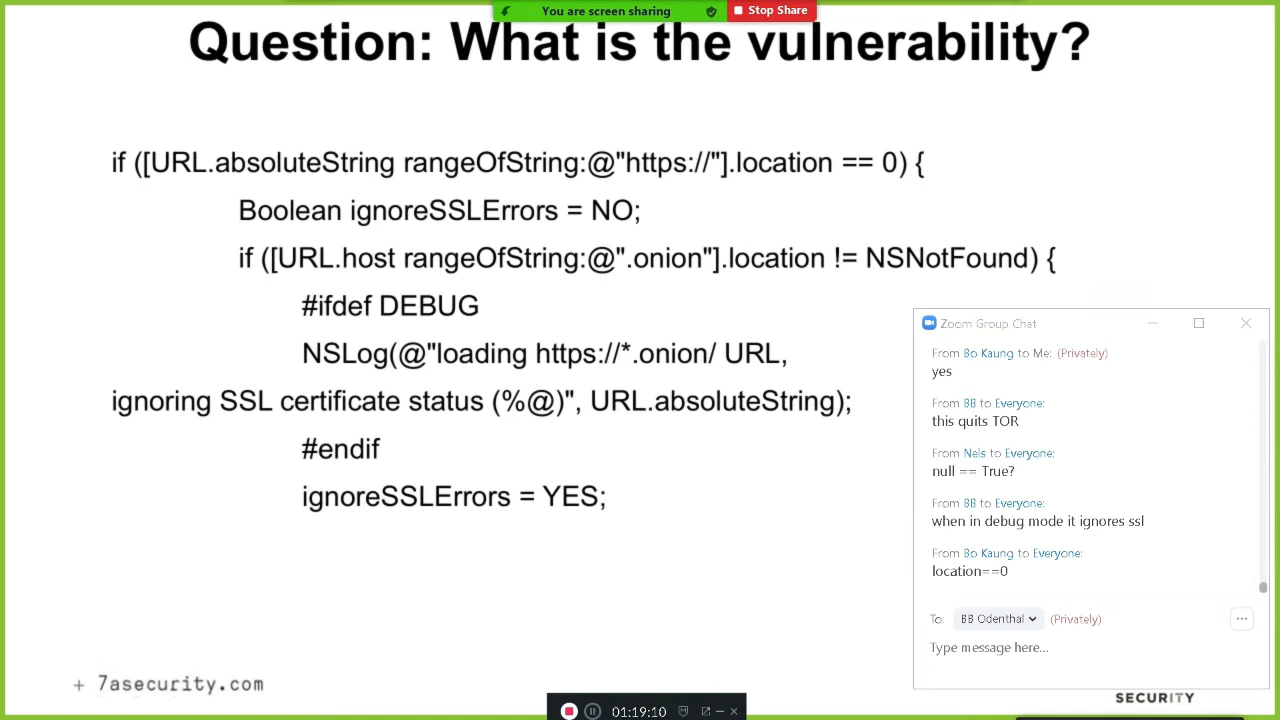 You are screen sharing
Stop Share
Question: What is the vulnerability?
if ([URL.absoluteString rangeOfString:@"https://"].location == 0) {
Boolean ignoreSSLErrors = NO;
if ([URL.host rangeOfString:@".onion"].location != NSNotFound) {
#ifdef DEBUG
NSLog(@"loading https://*.onion/ URL,
ignoring SSL certificate status (%@)", URL.absoluteString);
#endif
ignoreSSLErrors = YES;
Zoom Group Chat
From Bo Kaung to Me: (Privately)
yes
From BB to Everyone:
this quits TOR
From Nels to Everyone:
null == True?
From BB to Everyone:
when in debug mode it ignores ssl
From Bo Kaung to Everyone:
location==0
To: BB Odenthal (Privately)
Type message here...
+ 7asecurity.com
SECURITY
01:19:10